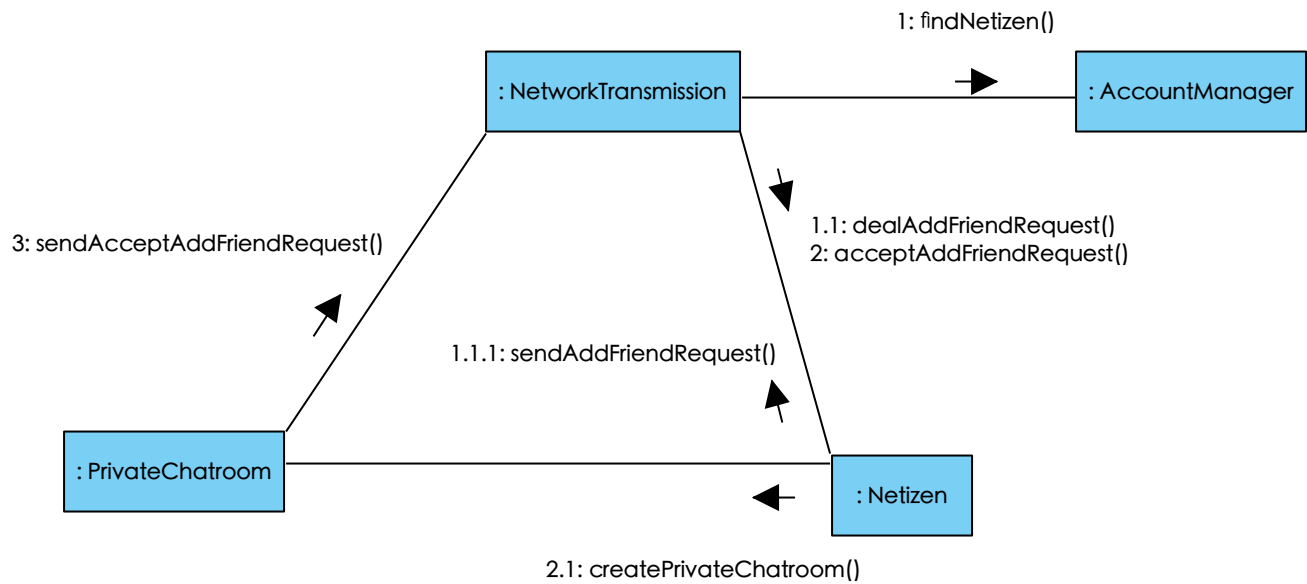 1: findNetizen()
: NetworkTransmission
: AccountManager
1.1: dealAddFriendRequest()
2: acceptAddFriendRequest()
3: sendAcceptAddFriendRequest()
1.1.1: sendAddFriendRequest()
: PrivateChatroom
: Netizen
2.1: createPrivateChatroom()